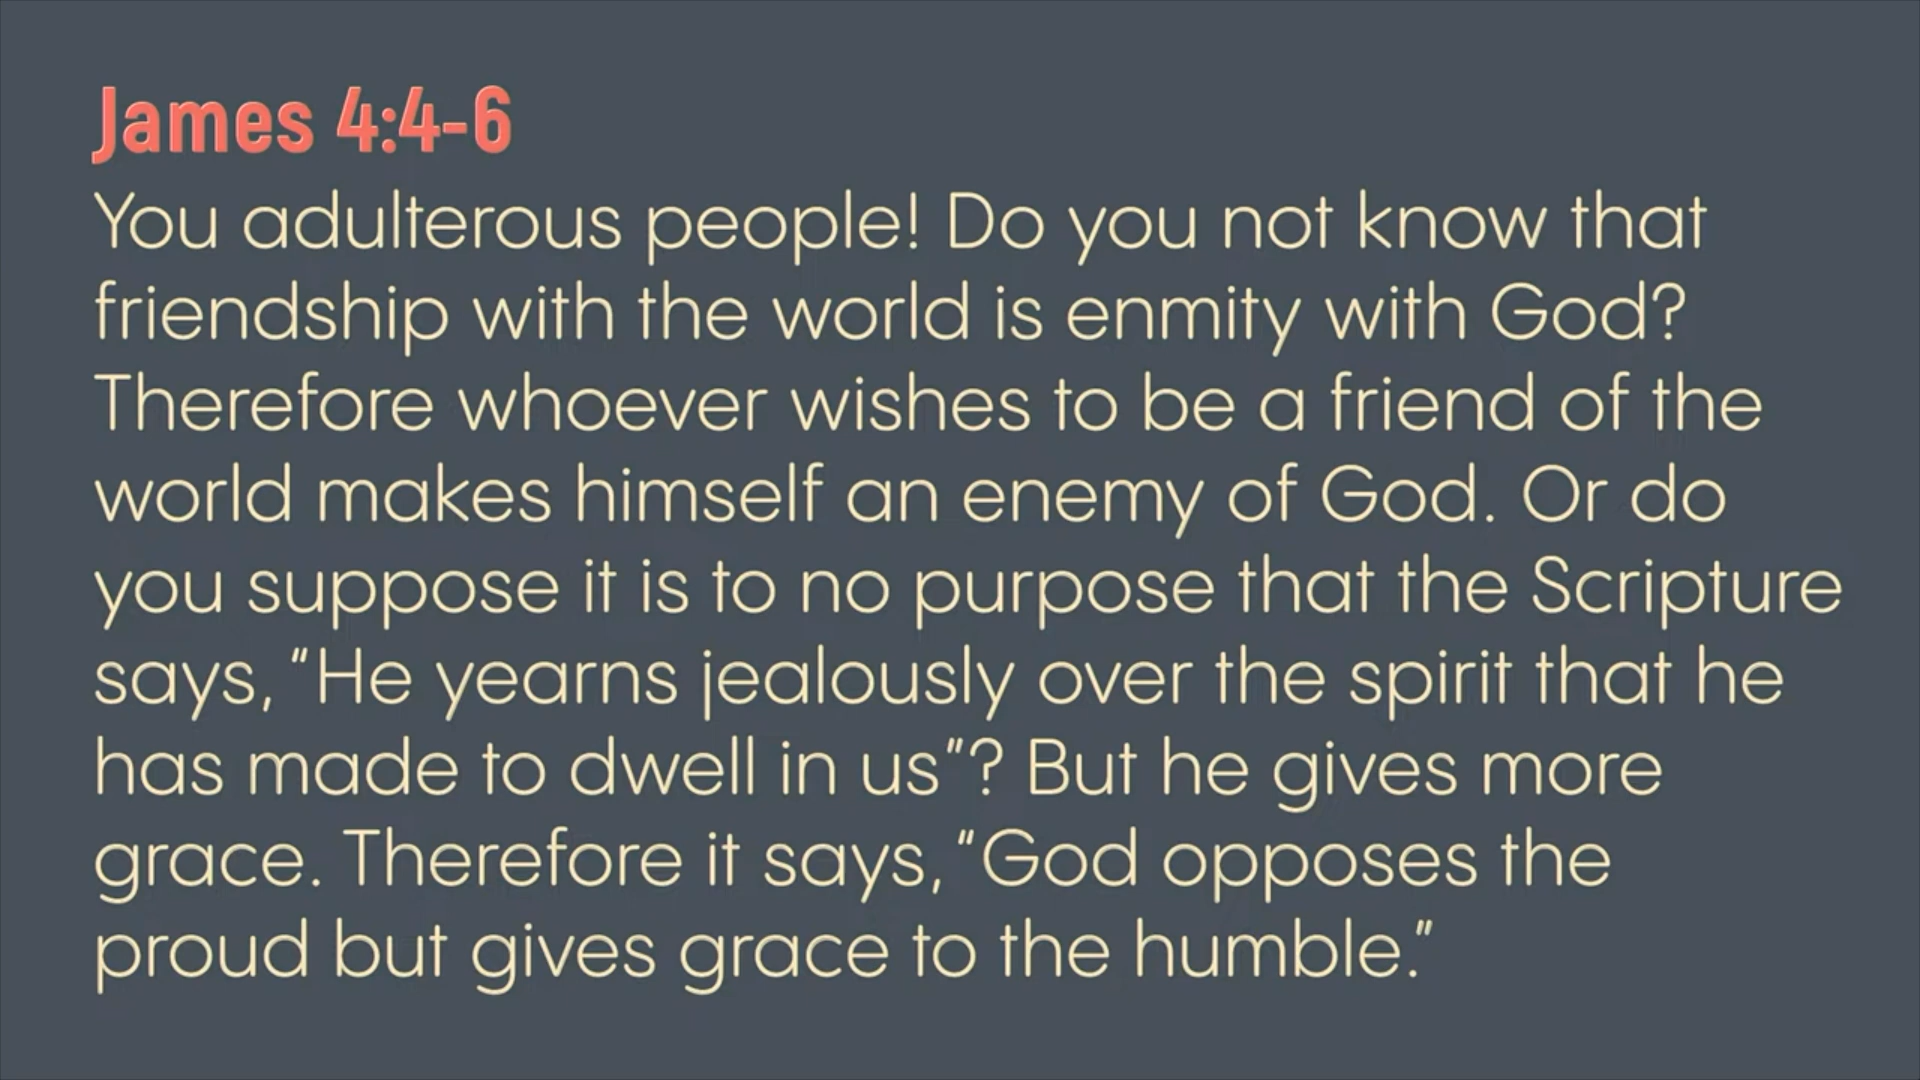 James 4:4-6
You adulterous people! Do you not know that
friendship with the world is enmity with God?
Therefore whoever wishes to be a friend of the
world makes himself an enemy of God. Or do
you suppose it is to no purpose that the Scripture
says, “He yearns jealously over the spirit that he
has made to dwell in us”? But he gives more
grace. Therefore it says, “God opposes the
proud but gives grace to the humble.”